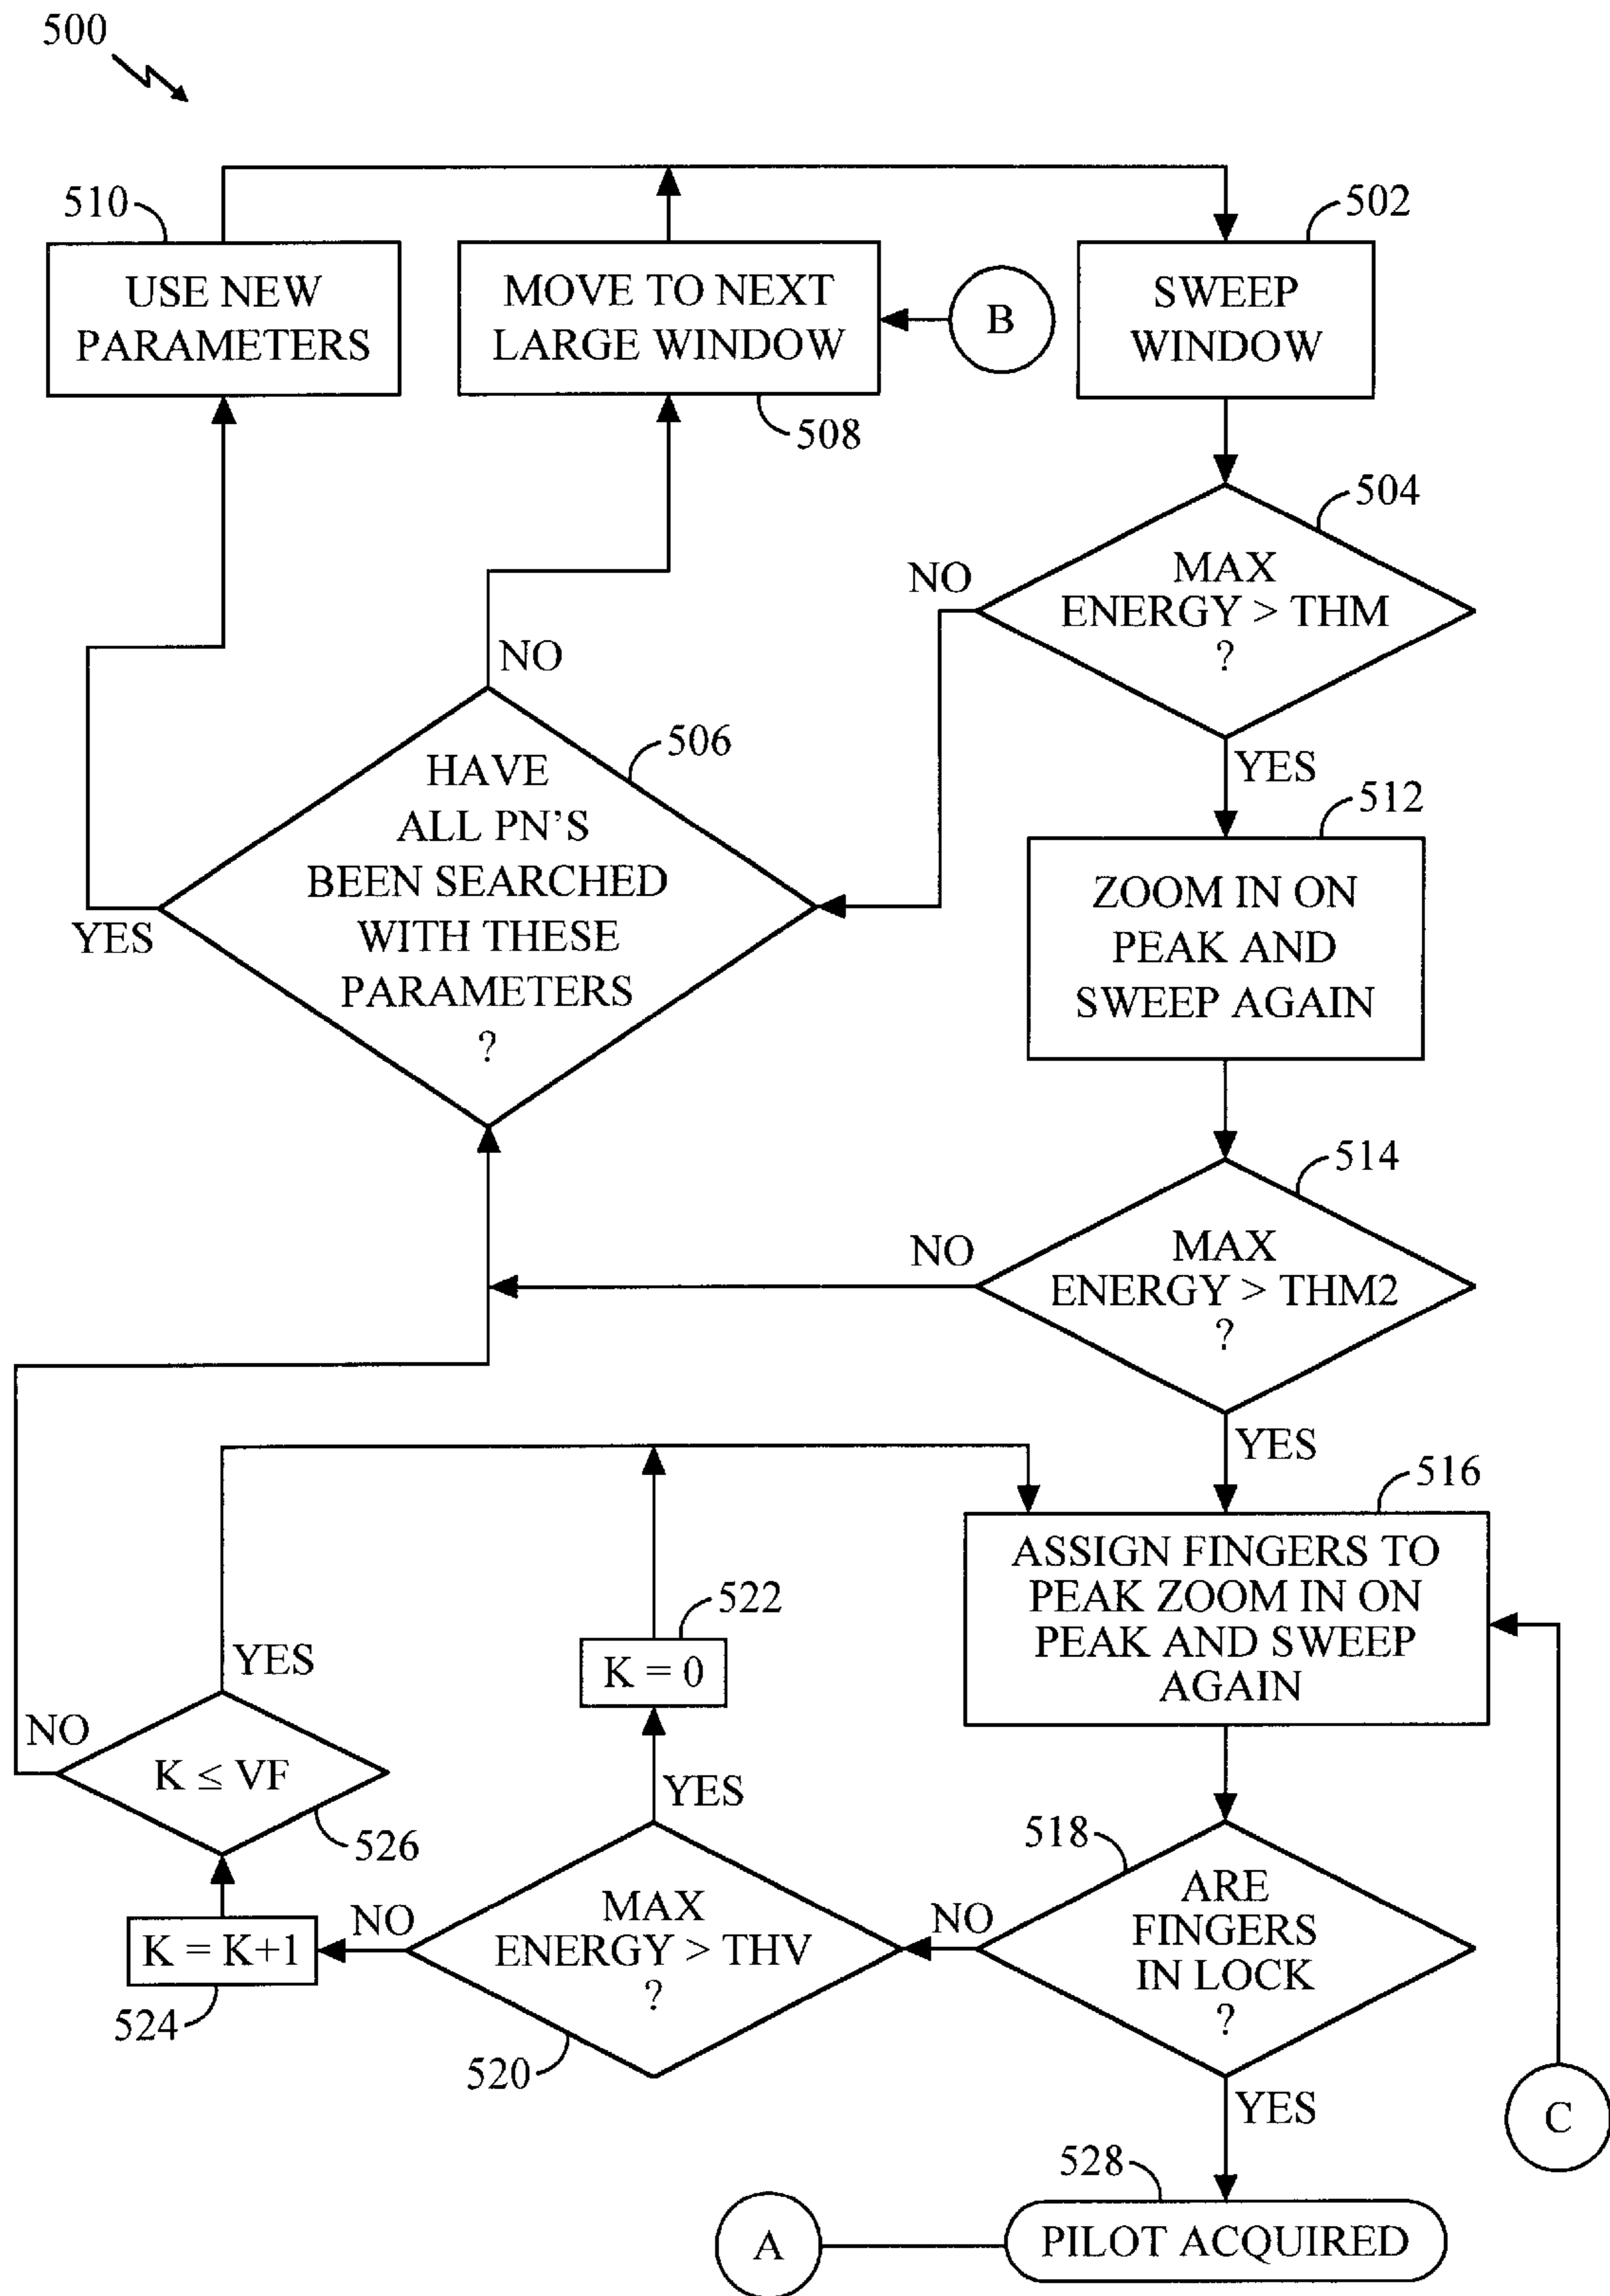 500
510
502
USE NEW
PARAMETERS
MOVE TO NEXT
LARGE WINDOW
B
SWEEP
WINDOW
508
504
NO
MAX
ENERGY > THM
?
NO
506
YES
HAVE
ALL PN'S
BEEN SEARCHED
WITH THESE
PARAMETERS
?
YES
512
ZOOM IN ON
PEAK AND
SWEEP AGAIN
514
NO
MAX
ENERGY > THM2
?
YES
516
ASSIGN FINGERS TO
PEAK ZOOM IN ON
PEAK AND SWEEP
AGAIN
522
K = 0
YES
NO
K ≤ VF
526
YES
518
ARE
FINGERS
IN LOCK
?
NO
MAX
ENERGY > THV
?
NO
K = K+1
524
520
YES
C
528
A
PILOT ACQUIRED